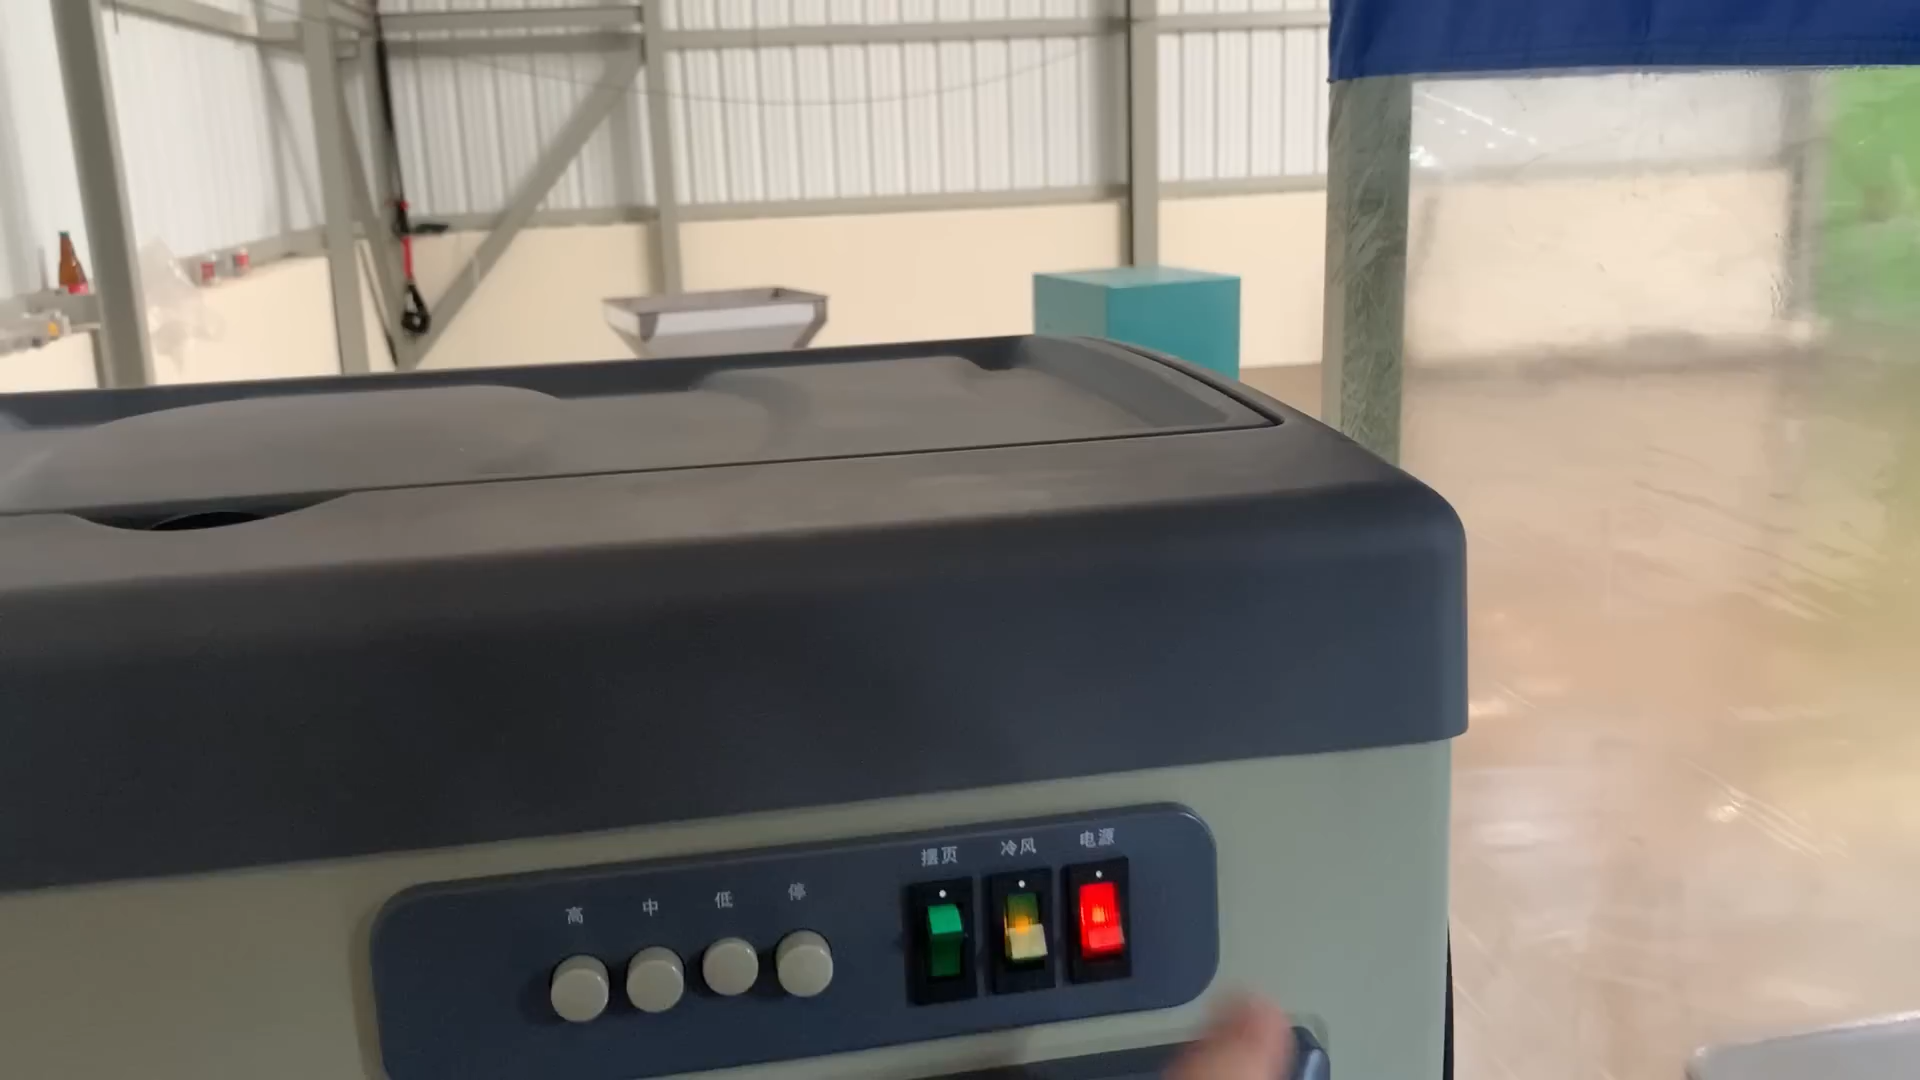 高 中 低 停 摆页 冷风 电源